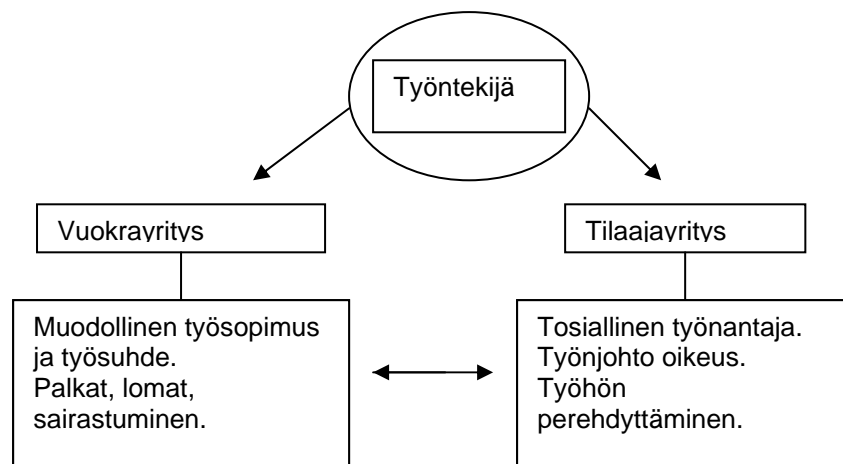 Työntekijä
Vuokrayritys
Tilaajayritys
Muodollinen työsopimus
ja työsuhde.
Palkat, lomat,
sairastuminen.
Tosiallinen työnantaja.
Työnjohto oikeus.
Työhön
perehdyttäminen.